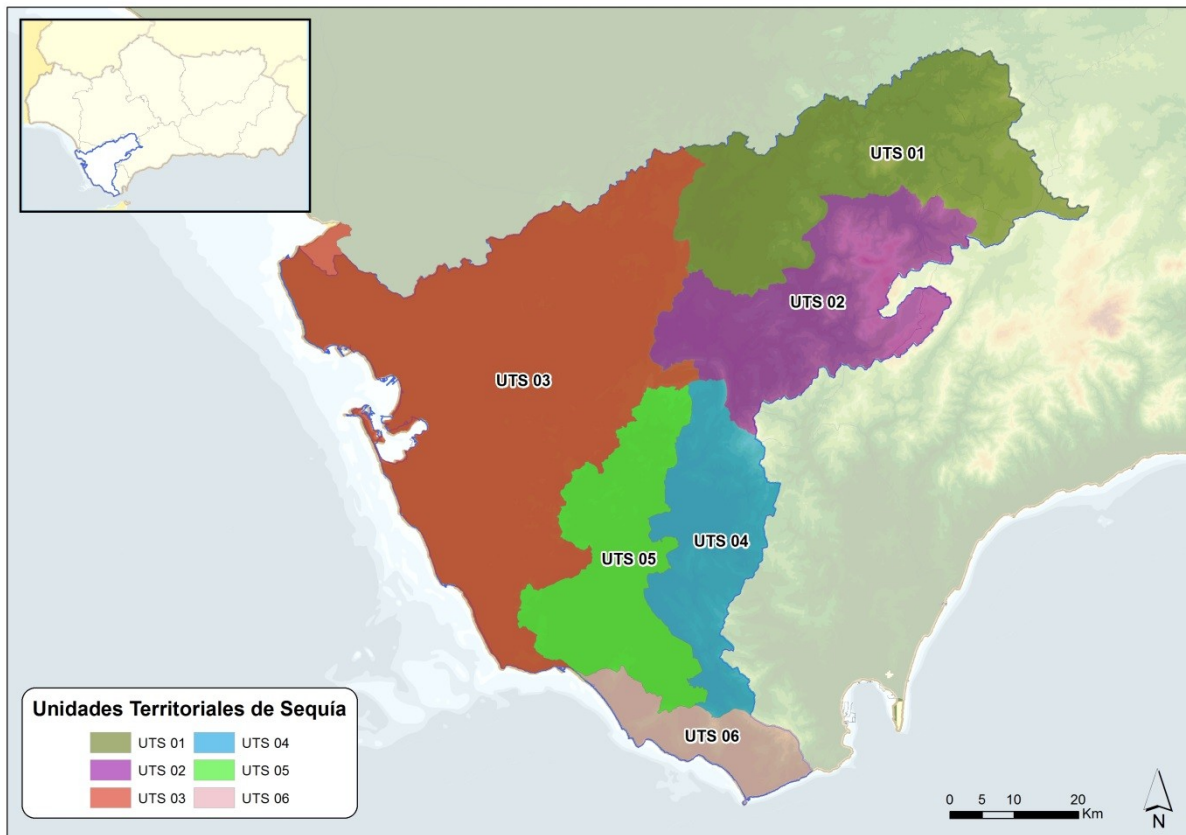 UTS 01
UTS 02
UTS 03
UTS 04
UTS 05
UTS 06
Unidades Territoriales de Sequía
UTS 01 UTS 04
UTS 02 UTS 05
UTS 03 UTS 06
0 5 10 20
Km
N